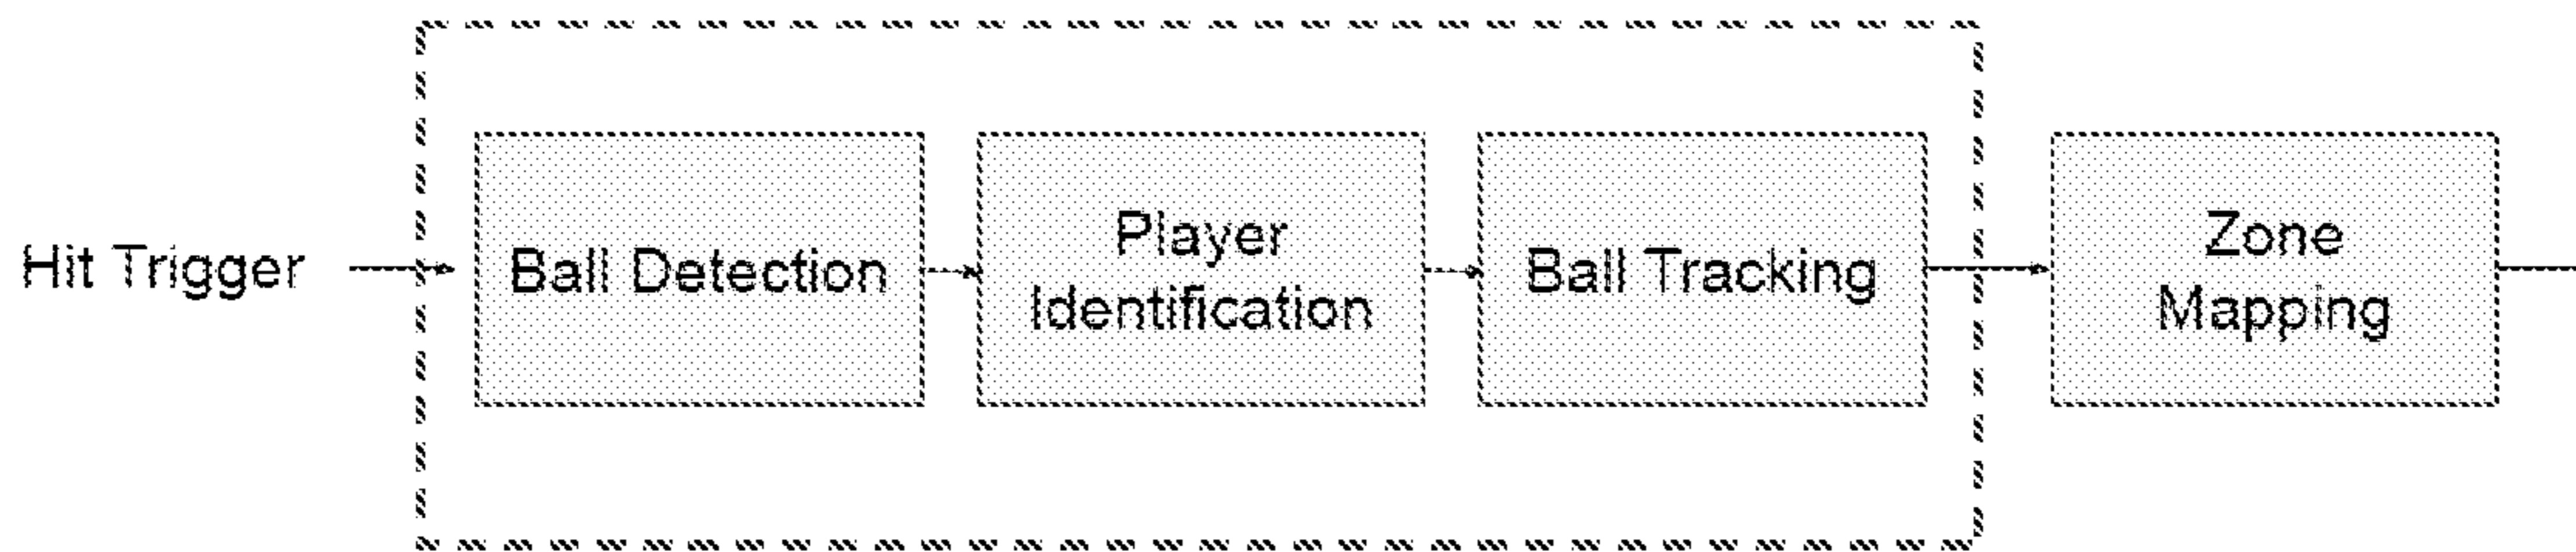 Hit Trigger
Ball Detection
Player
Identification
Ball Tracking
Zone
Mapping